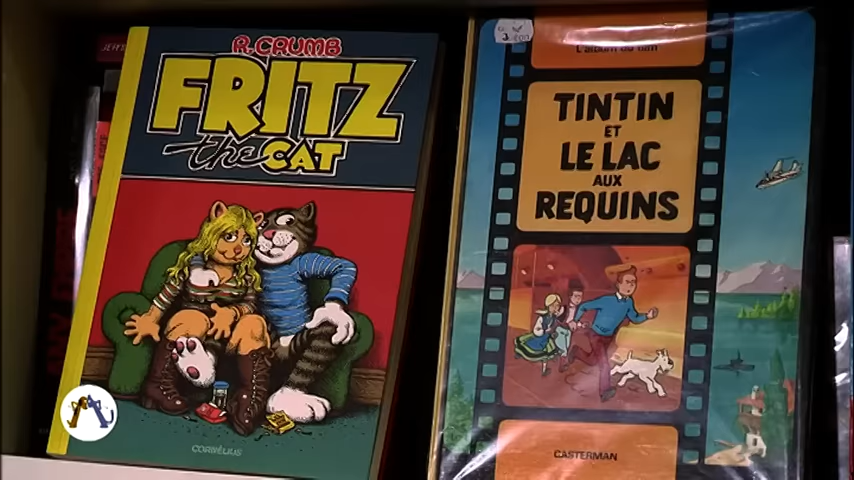 R. CRUMB
FRITZ
the CAT
CORNÉLIUS
L'album du film
TINTIN
ET
LE LAC
AUX
REQUINS
CASTERMAN